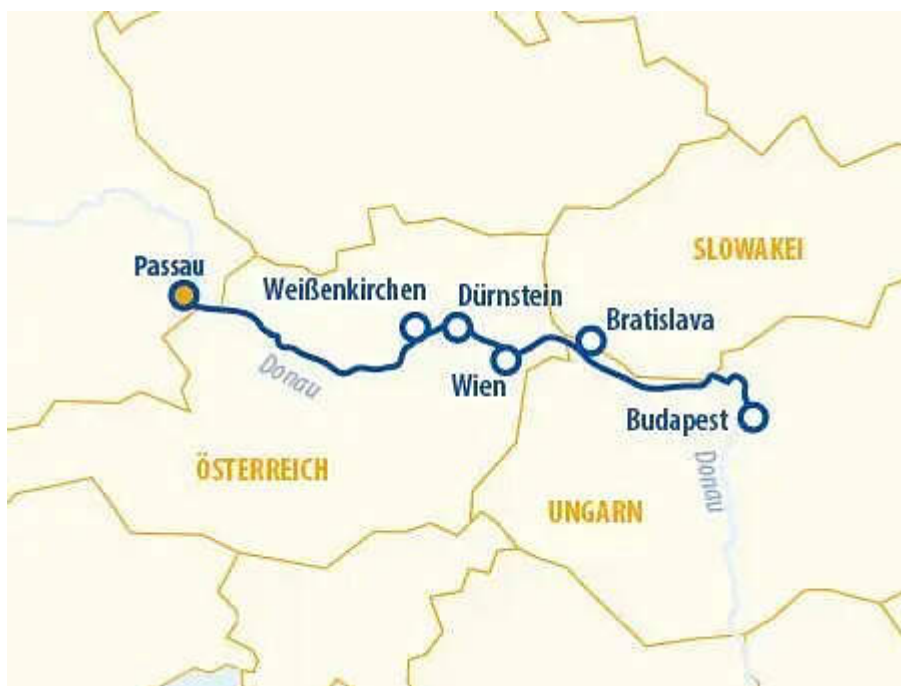 SLOWAKEI
Passau
Weißenkirchen
Dürnstein
Bratislava
Donau
Wien
Budapest
ÖSTERREICH
Donau
UNGARN